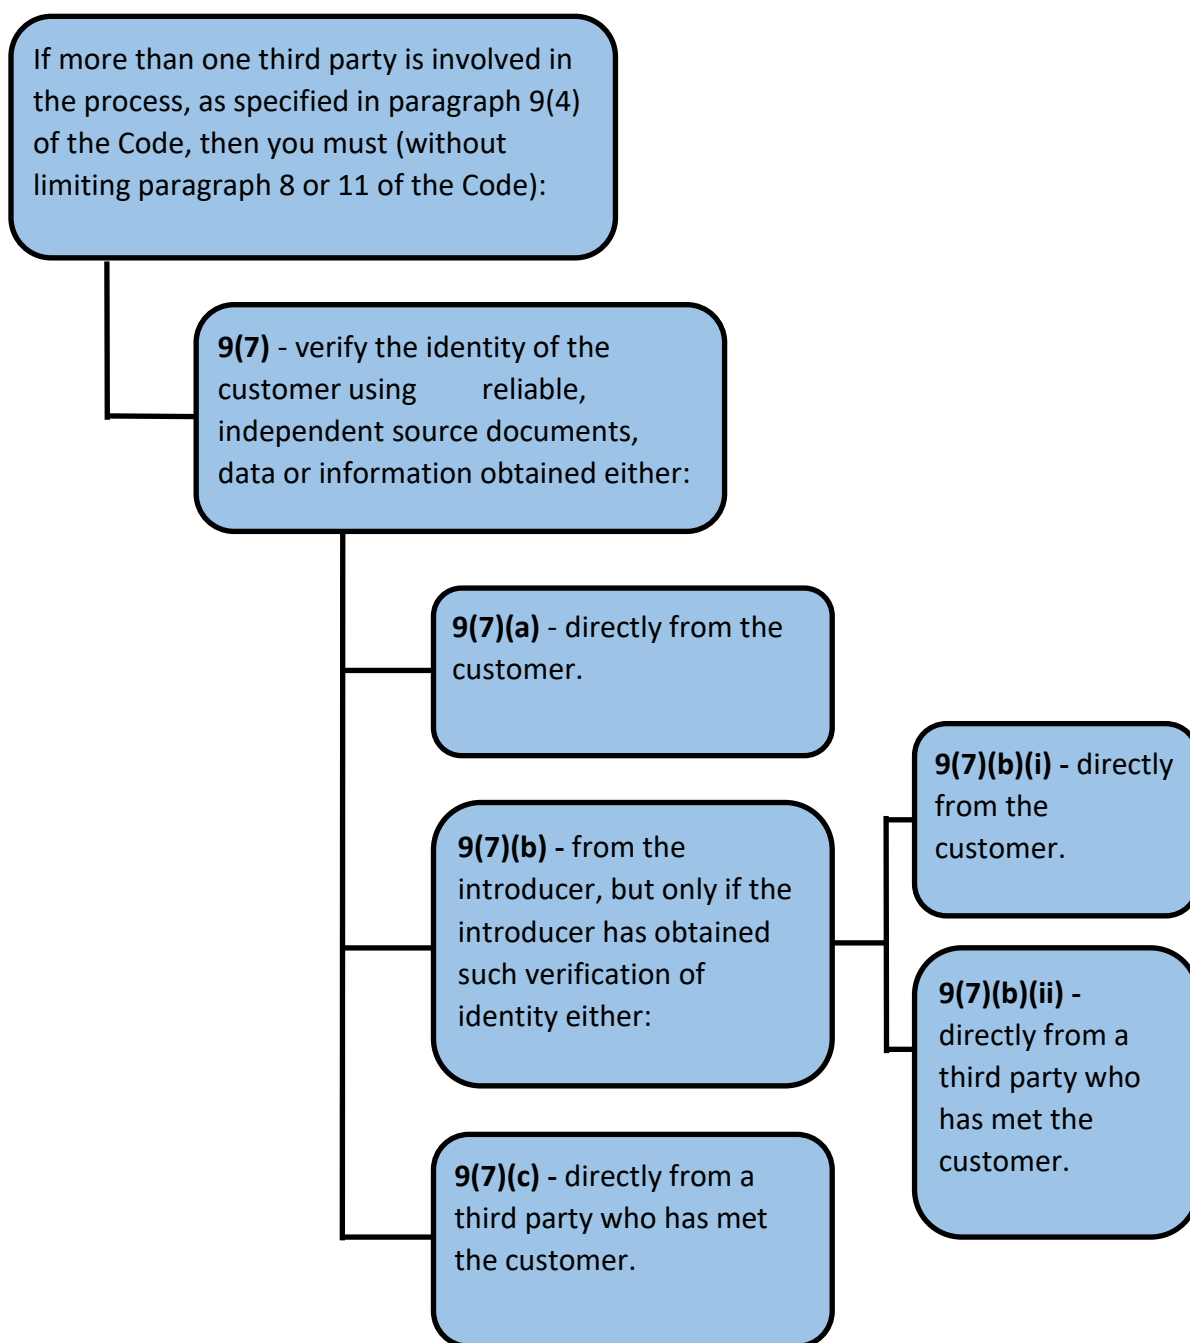 If more than one third party is involved in
the process, as specified in paragraph 9(4)
of the Code, then you must (without
limiting paragraph 8 or 11 of the Code):
9(7) - verify the identity of the
customer using reliable,
independent source documents,
data or information obtained either:
9(7)(a) - directly from the
customer.
9(7)(b) - from the
introducer, but only if the
introducer has obtained
such verification of
identity either:
9(7)(b)(i) - directly
from the
customer.
9(7)(b)(ii) -
directly from a
third party who
has met the
customer.
9(7)(c) - directly from a
third party who has met
the customer.